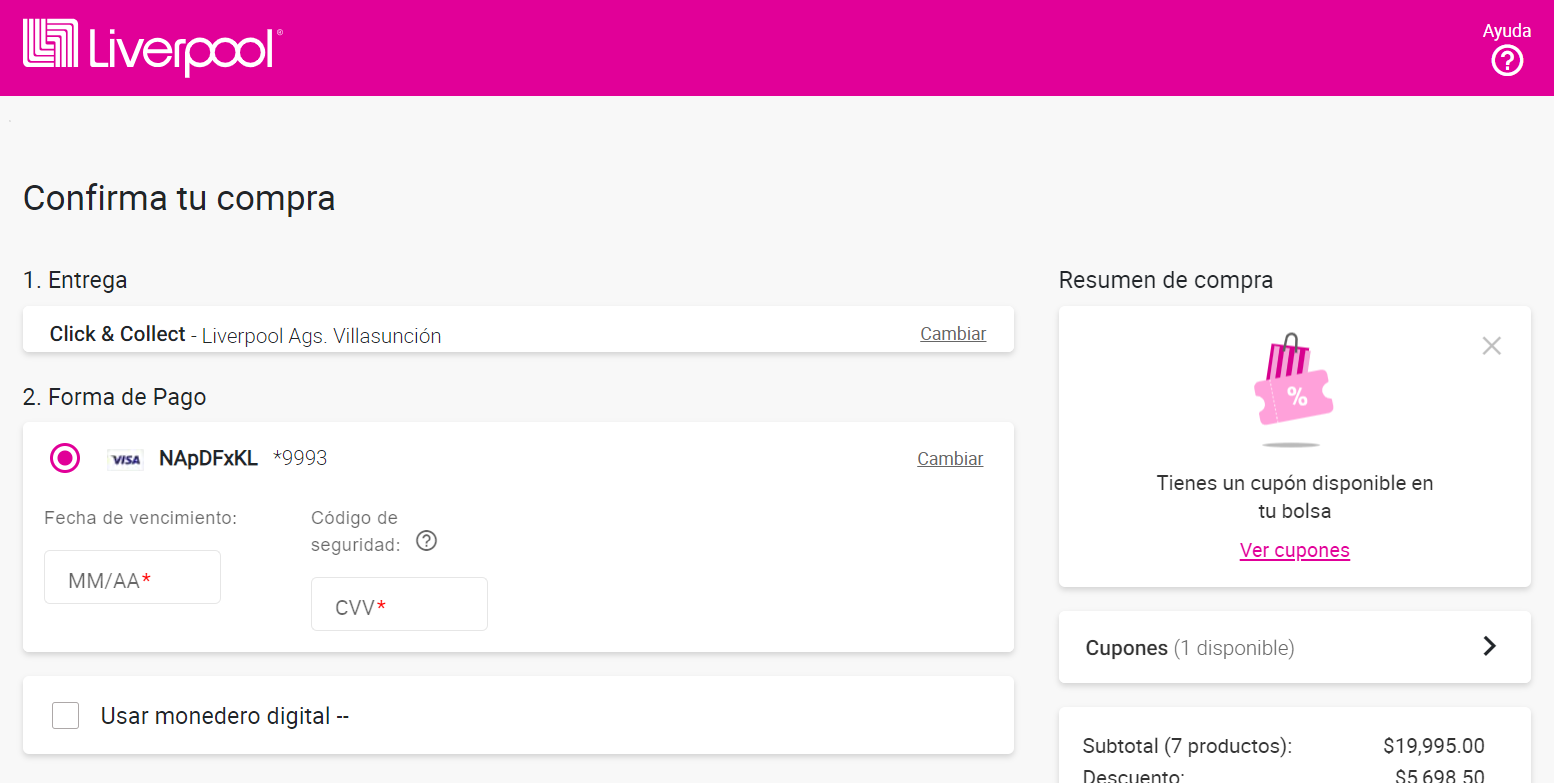 Liverpool®
Ayuda
?
Confirma tu compra
1. Entrega
Click & Collect - Liverpool Ags. Villasunción
Cambiar
2. Forma de Pago
VISA NApDFxKL *9993
Cambiar
Fecha de vencimiento:
MM/AA*
Código de
seguridad: ?
CVV*
Usar monedero digital --
Resumen de compra
%
Tienes un cupón disponible en
tu bolsa
Ver cupones
Cupones (1 disponible)
Subtotal (7 productos): $19,995.00
Descuento: $5,698.50